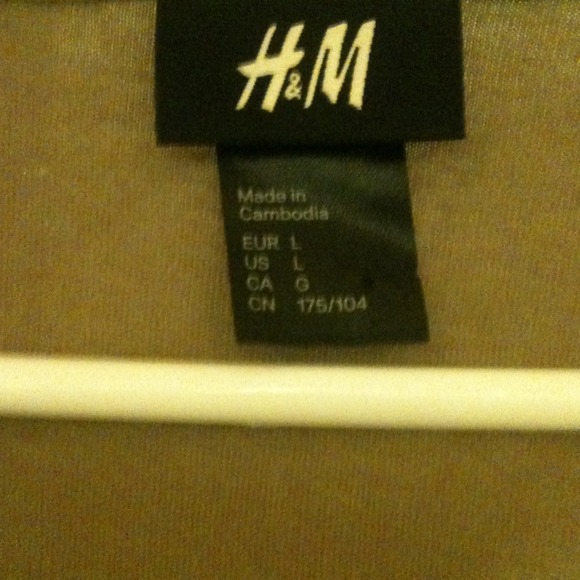 H&M
Made in
Cambodia
EUR L
US L
CA G
CN 175/104